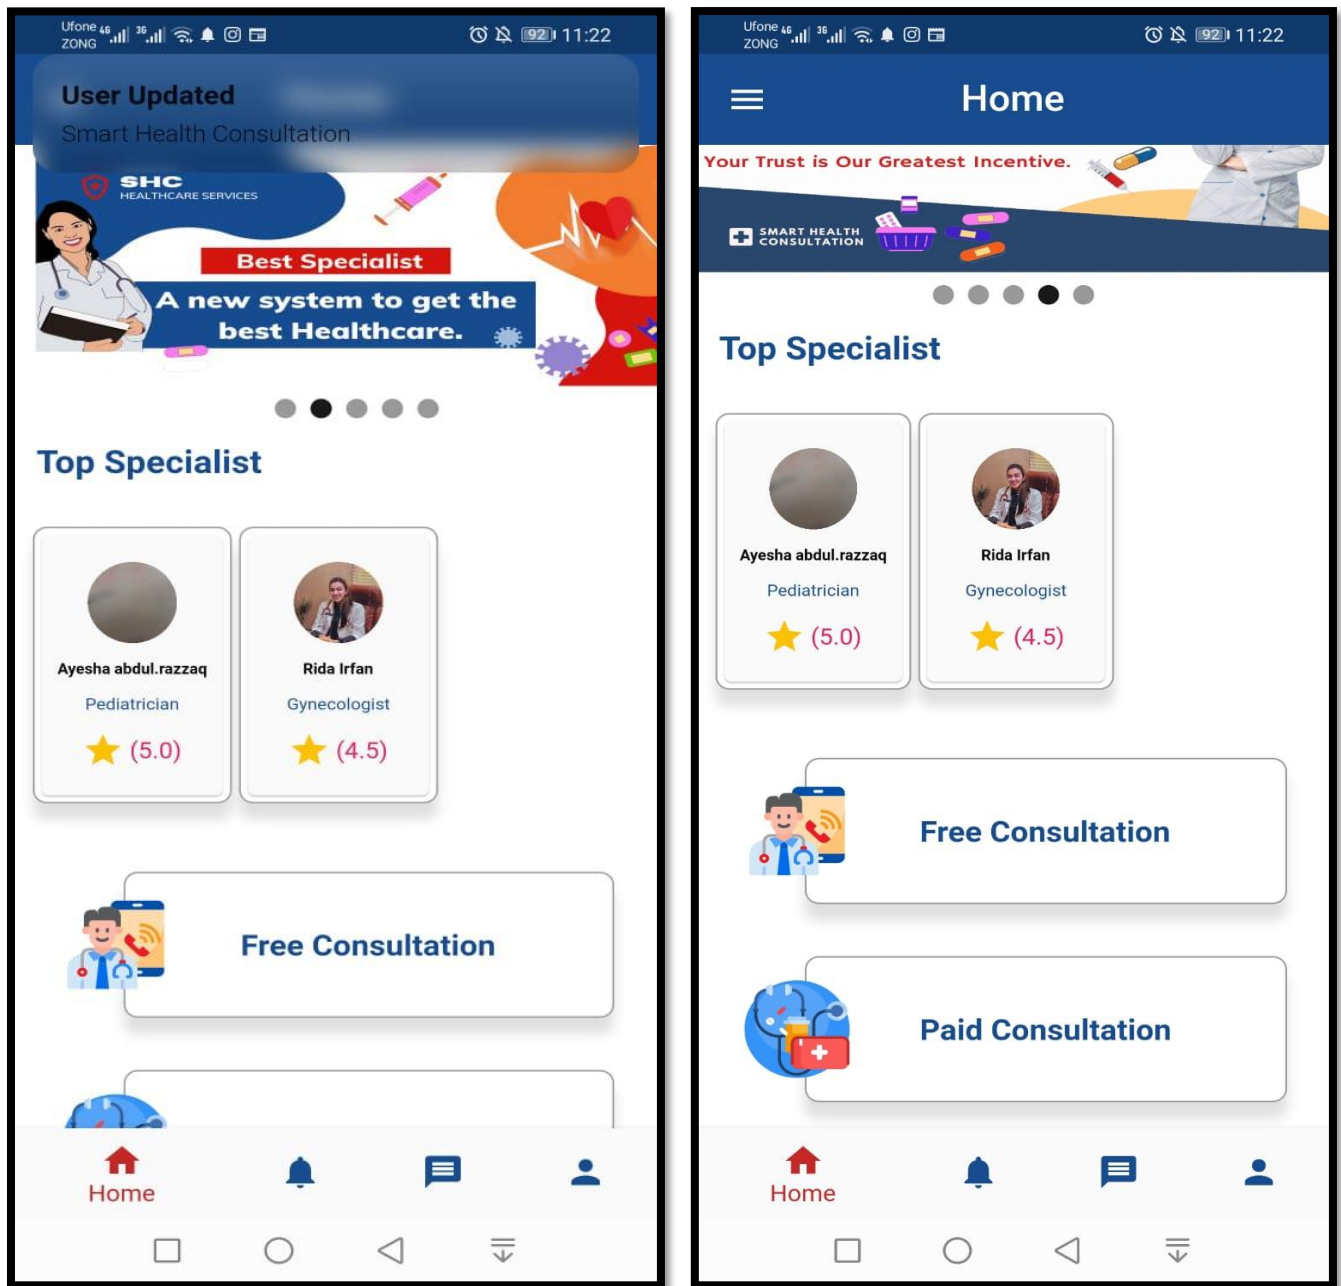 Ufone 4G 3G
ZONG
92 11:22
User Updated
Smart Health Consultation
SHC
HEALTHCARE SERVICES
Best Specialist
A new system to get the
best Healthcare.
Top Specialist
Ayesha abdul.razzaq
Pediatrician
(5.0)
Rida Irfan
Gynecologist
(4.5)
Free Consultation
Home
Ufone 4G 3G
ZONG
92 11:22
Home
Your Trust is Our Greatest Incentive.
SMART HEALTH
CONSULTATION
Top Specialist
Ayesha abdul.razzaq
Pediatrician
(5.0)
Rida Irfan
Gynecologist
(4.5)
Free Consultation
Paid Consultation
Home